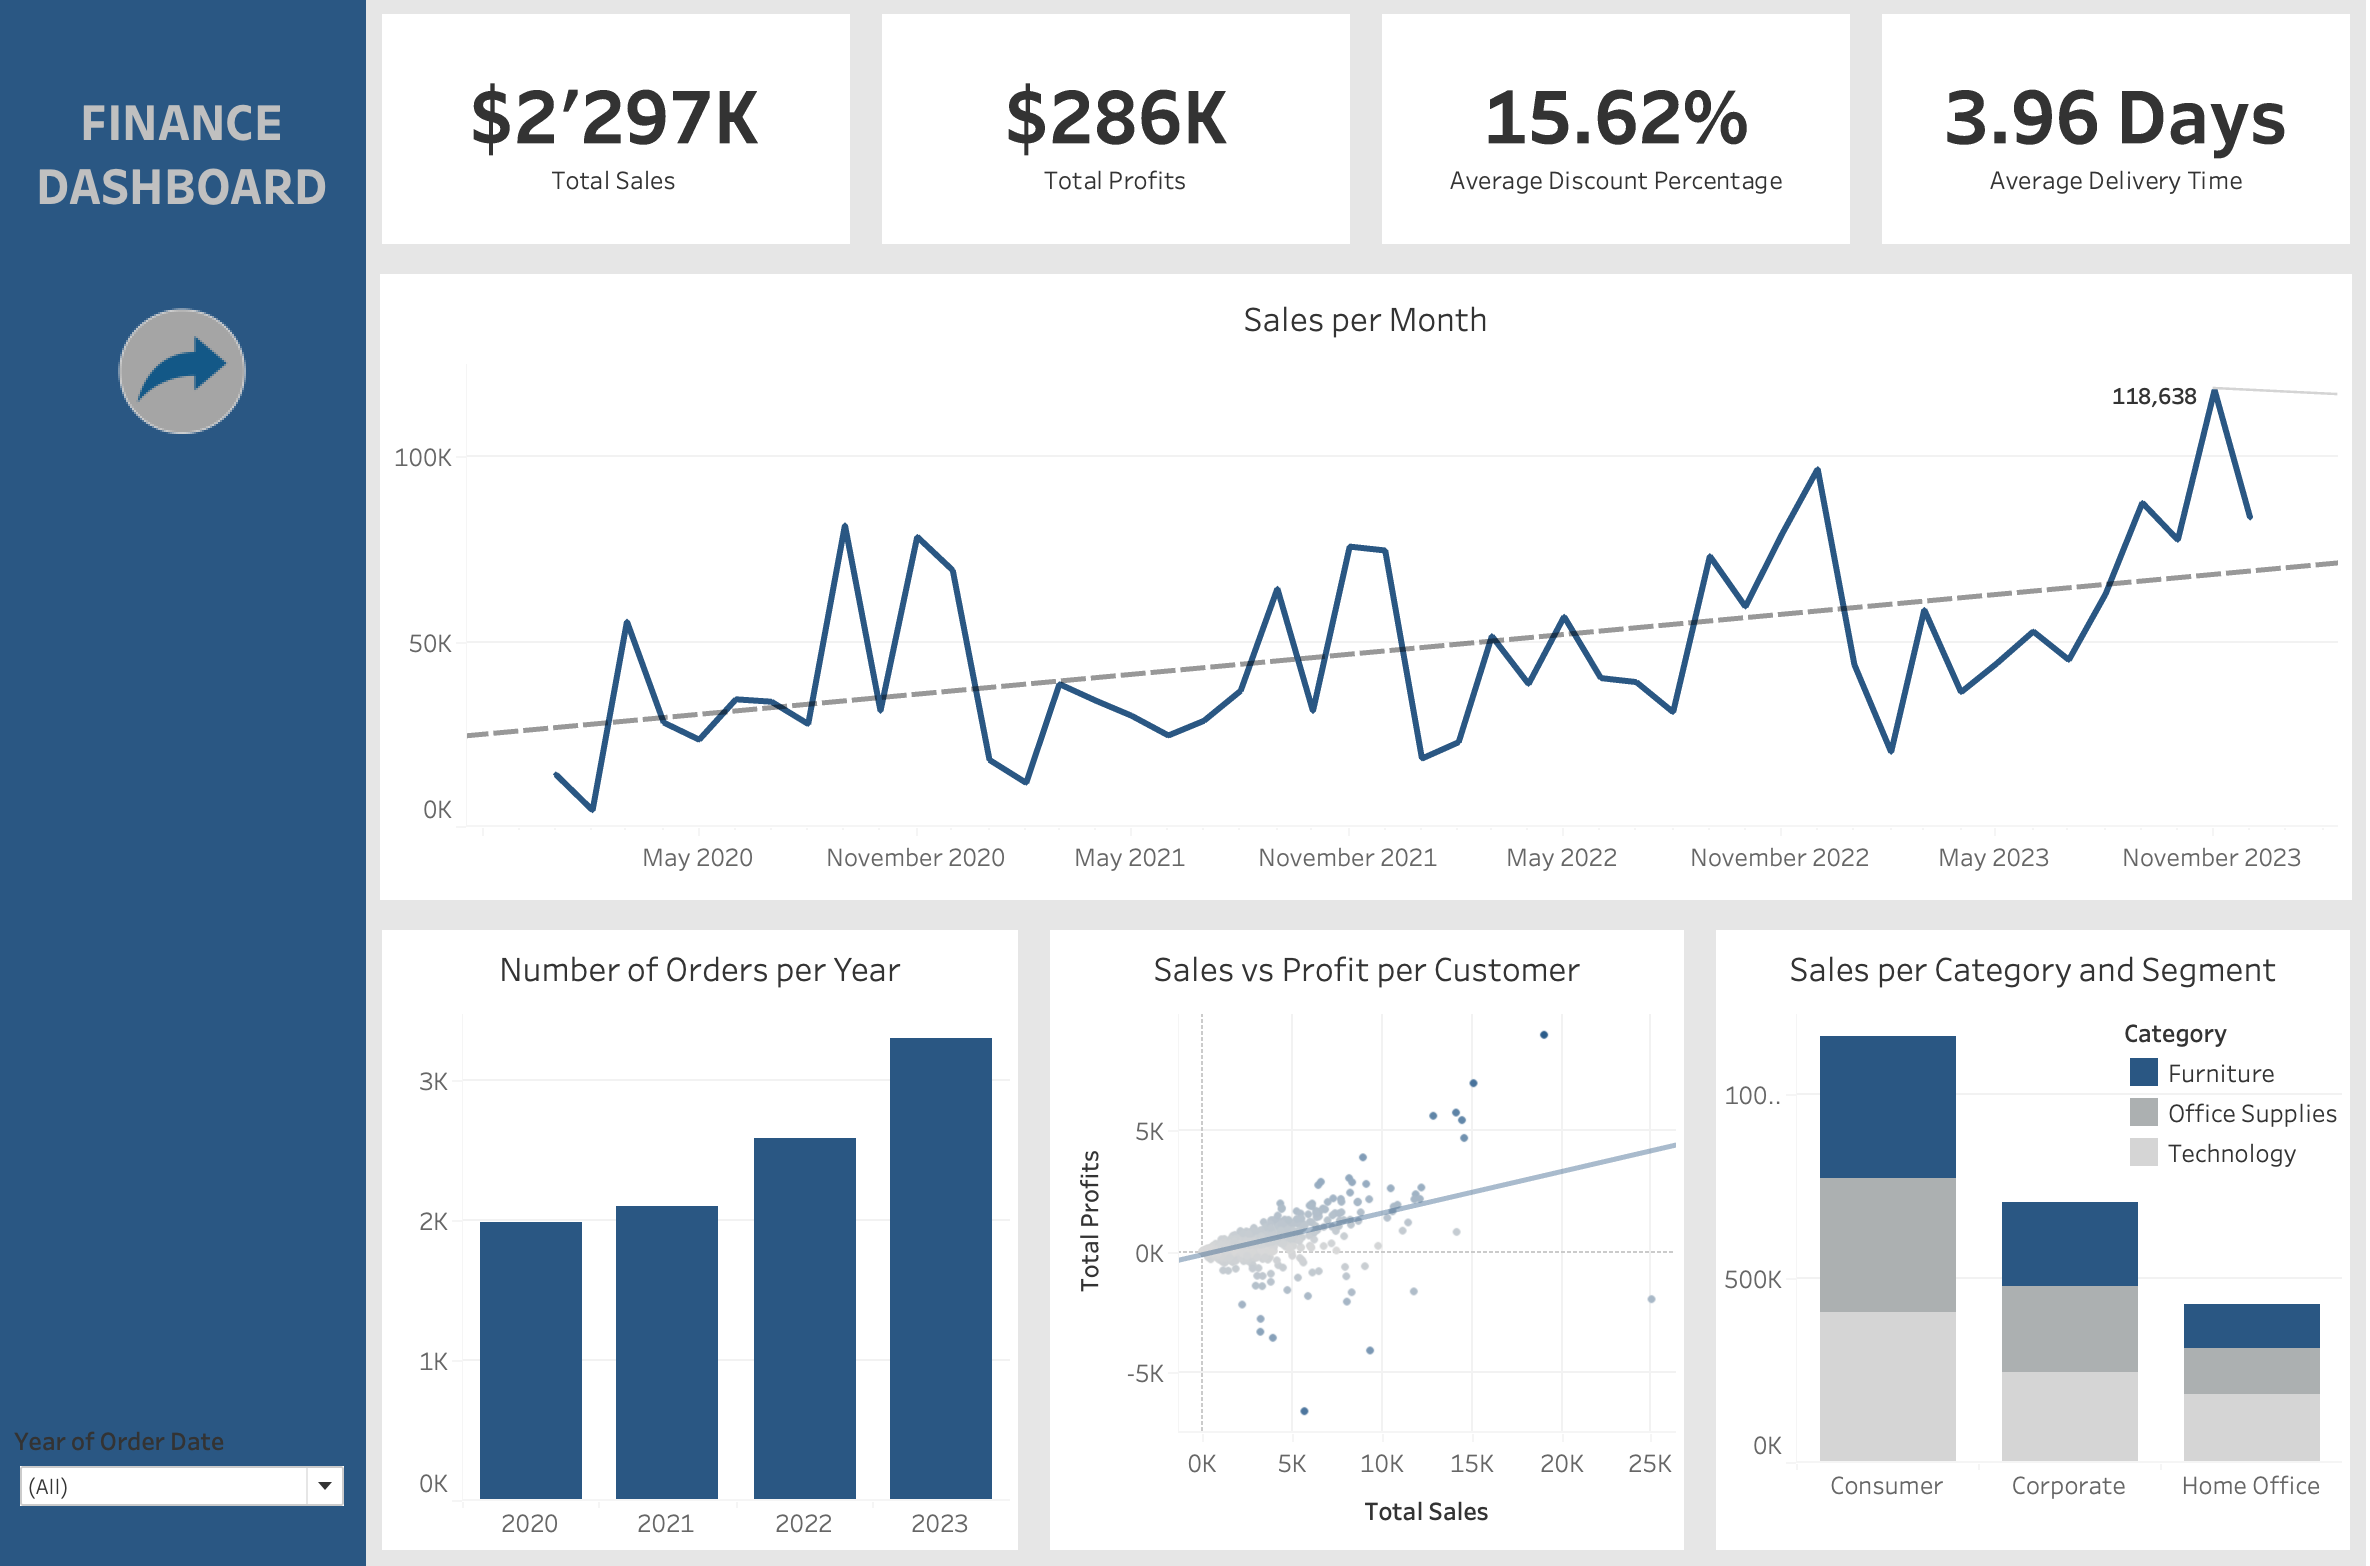 FINANCE
DASHBOARD
Year of Order Date
(All)
$2’297K
Total Sales
$286K
Total Profits
15.62%
Average Discount Percentage
3.96 Days
Average Delivery Time
Sales per Month
118,638
100K
50K
0K
May 2020 November 2020 May 2021 November 2021 May 2022 November 2022 May 2023 November 2023
Number of Orders per Year
3K
2K
1K
0K
2020 2021 2022 2023
Sales vs Profit per Customer
Total Profits
5K
0K
-5K
0K 5K 10K 15K 20K 25K
Total Sales
Sales per Category and Segment
Category
Furniture
Office Supplies
Technology
100..
500K
0K
Consumer Corporate Home Office